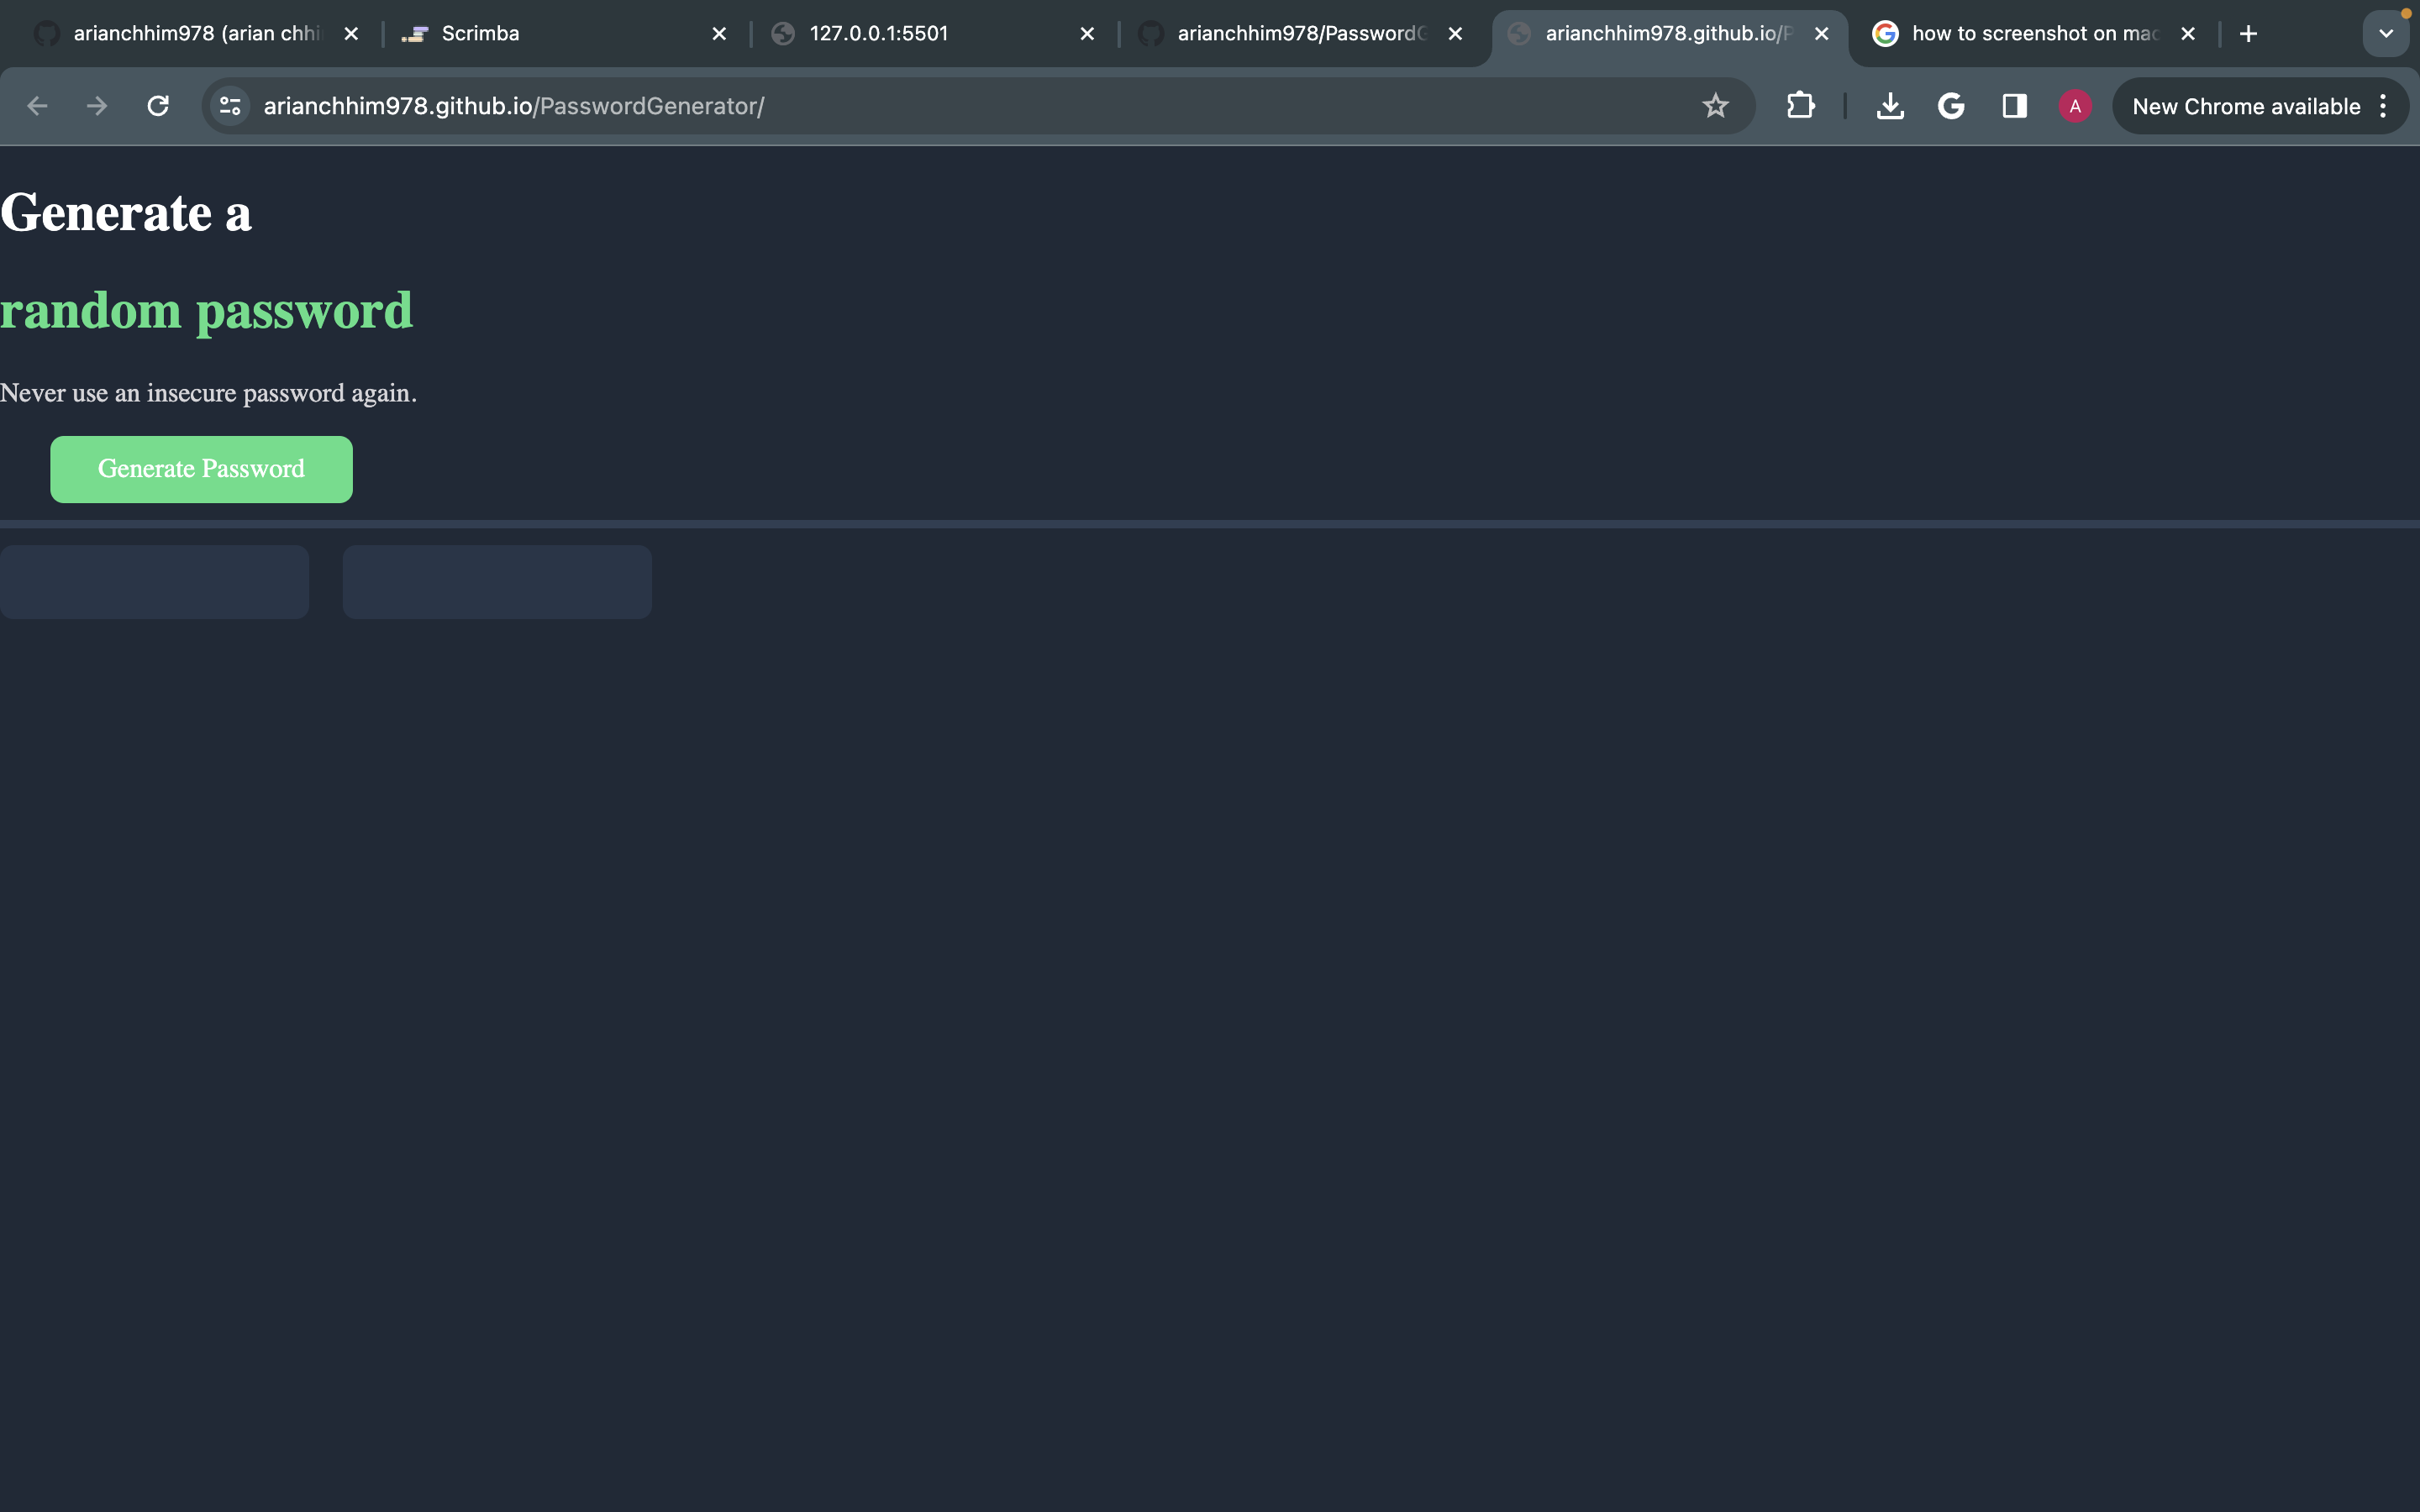 arianchhim978 (arian chhi
Scrimba
127.0.0.1:5501
arianchhim978/PasswordG
arianchhim978.github.io/P
how to screenshot on mac
arianchhim978.github.io/PasswordGenerator/
A
New Chrome available
Generate a
random password
Never use an insecure password again.
Generate Password